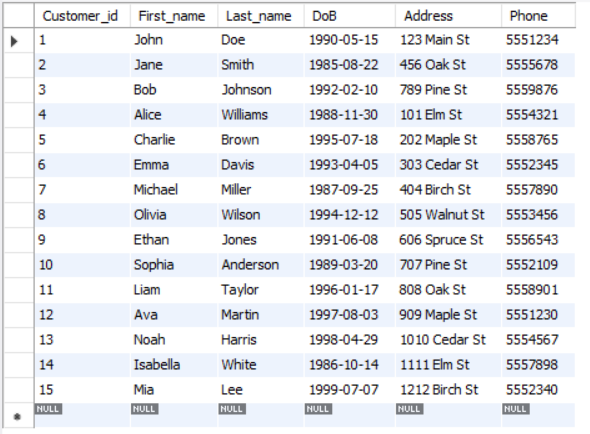 Customer_id First_name Last_name DoB Address Phone
1 John Doe 1990-05-15 123 Main St 5551234
2 Jane Smith 1985-08-22 456 Oak St 5555678
3 Bob Johnson 1992-02-10 789 Pine St 5559876
4 Alice Williams 1988-11-30 101 Elm St 5554321
5 Charlie Brown 1995-07-18 202 Maple St 5558765
6 Emma Davis 1993-04-05 303 Cedar St 5552345
7 Michael Miller 1987-09-25 404 Birch St 5557890
8 Olivia Wilson 1994-12-12 505 Walnut St 5553456
9 Ethan Jones 1991-06-08 606 Spruce St 5556543
10 Sophia Anderson 1989-03-20 707 Pine St 5552109
11 Liam Taylor 1996-01-17 808 Oak St 5558901
12 Ava Martin 1997-08-03 909 Maple St 5551230
13 Noah Harris 1998-04-29 1010 Cedar St 5554567
14 Isabella White 1986-10-14 1111 Elm St 5557898
15 Mia Lee 1999-07-07 1212 Birch St 5552340
NULL NULL NULL NULL NULL NULL